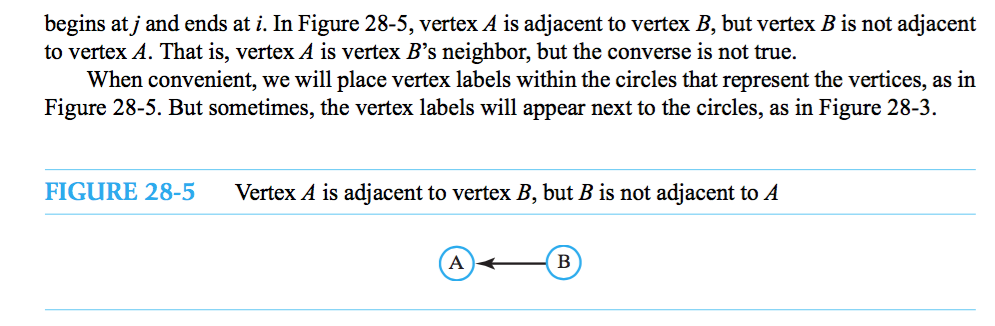 begins at j and ends at i. In Figure 28-5, vertex A is adjacent to vertex B, but vertex B is not adjacent
to vertex A. That is, vertex A is vertex B’s neighbor, but the converse is not true.
When convenient, we will place vertex labels within the circles that represent the vertices, as in
Figure 28-5. But sometimes, the vertex labels will appear next to the circles, as in Figure 28-3.
FIGURE 28-5 Vertex A is adjacent to vertex B, but B is not adjacent to A
A B